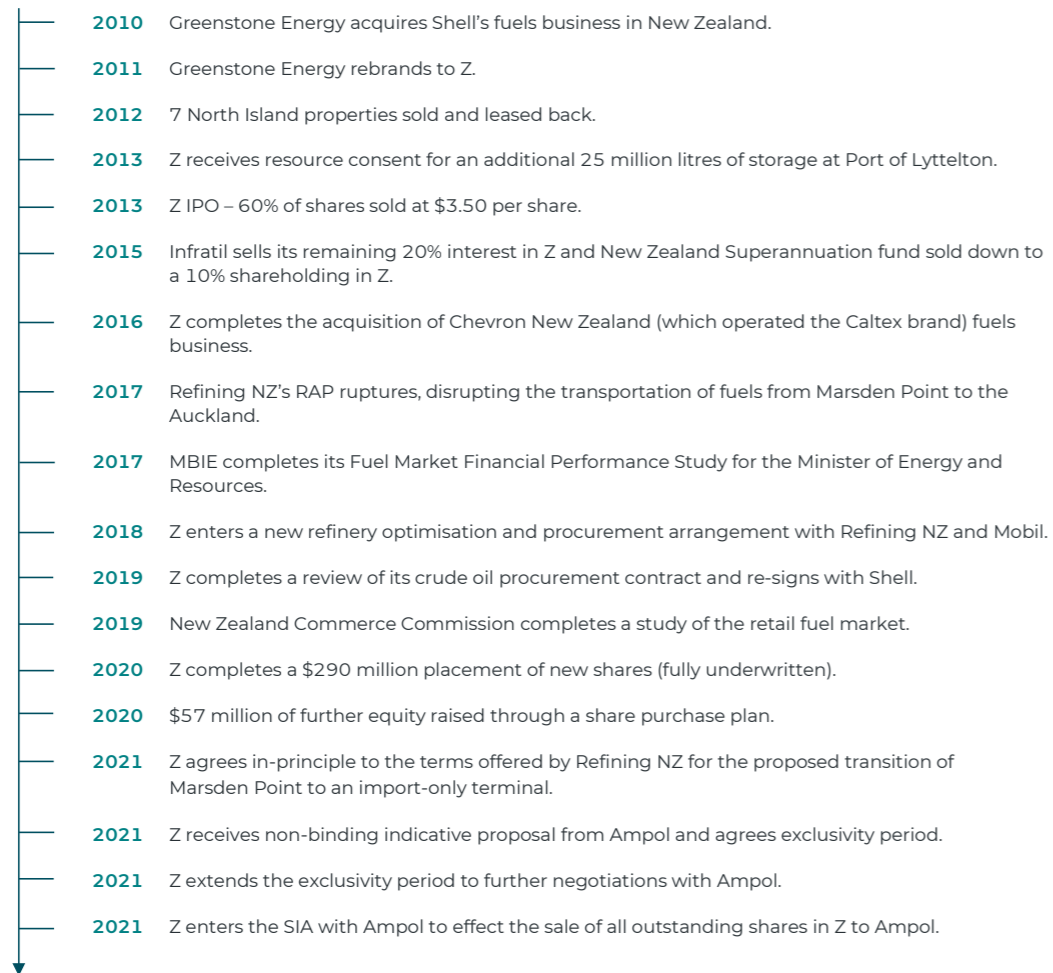 2010 Greenstone Energy acquires Shell’s fuels business in New Zealand.
2011 Greenstone Energy rebrands to Z.
2012 7 North Island properties sold and leased back.
2013 Z receives resource consent for an additional 25 million litres of storage at Port of Lyttelton.
2013 Z IPO – 60% of shares sold at $3.50 per share.
2015 Infratil sells its remaining 20% interest in Z and New Zealand Superannuation fund sold down to
a 10% shareholding in Z.
2016 Z completes the acquisition of Chevron New Zealand (which operated the Caltex brand) fuels
business.
2017 Refining NZ’s RAP ruptures, disrupting the transportation of fuels from Marsden Point to the
Auckland.
2017 MBIE completes its Fuel Market Financial Performance Study for the Minister of Energy and
Resources.
2018 Z enters a new refinery optimisation and procurement arrangement with Refining NZ and Mobil.
2019 Z completes a review of its crude oil procurement contract and re-signs with Shell.
2019 New Zealand Commerce Commission completes a study of the retail fuel market.
2020 Z completes a $290 million placement of new shares (fully underwritten).
2020 $57 million of further equity raised through a share purchase plan.
2021 Z agrees in-principle to the terms offered by Refining NZ for the proposed transition of
Marsden Point to an import-only terminal.
2021 Z receives non-binding indicative proposal from Ampol and agrees exclusivity period.
2021 Z extends the exclusivity period to further negotiations with Ampol.
2021 Z enters the SIA with Ampol to effect the sale of all outstanding shares in Z to Ampol.